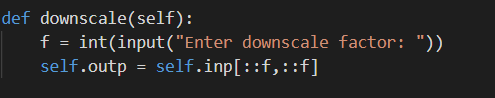 def downscale(self):
    f = int(input("Enter downscale factor: "))
    self.outp = self.inp[::f,::f]